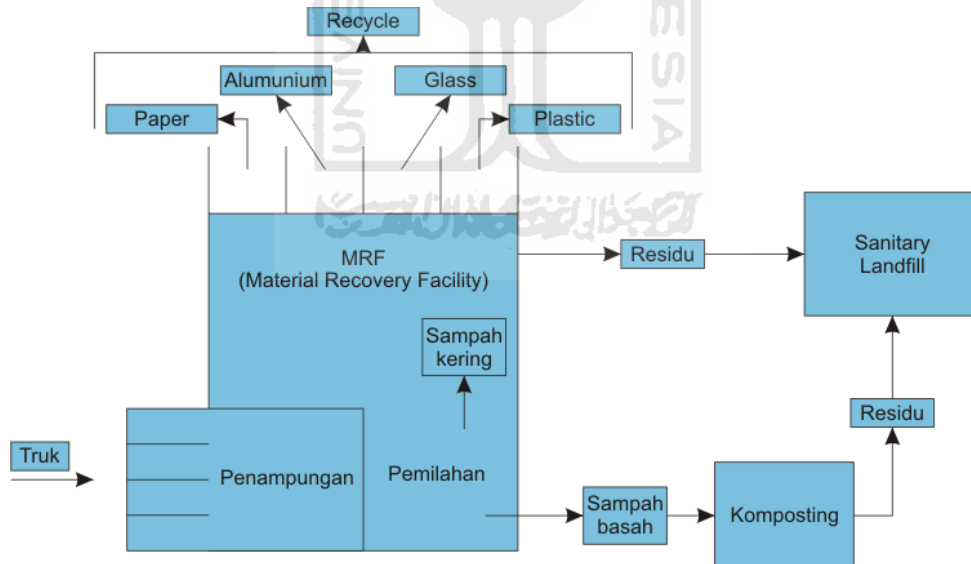 Recycle
Alumunium
Glass
Paper
Plastic
MRF
(Material Recovery Facility)
Residu
Sanitary
Landfill
Sampah
kering
Residu
Truk
Penampungan
Pemilahan
Sampah
basah
Komposting